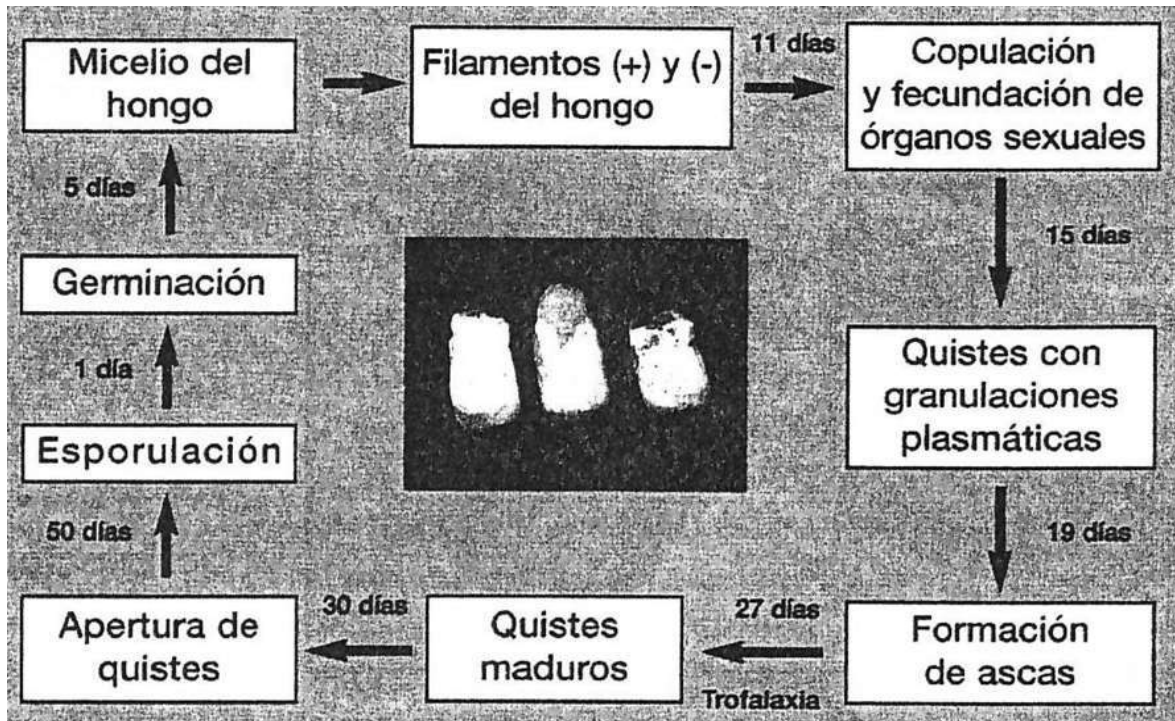 Micelio del
hongo
Filamentos (+) y (-)
del hongo
11 días
Copulación
y fecundación de
órganos sexuales
15 días
Quistes con
granulaciones
plasmáticas
19 días
Formación
de ascas
27 días
Trofalaxia
Quistes
maduros
30 días
Apertura de
quistes
50 días
Esporulación
1 día
Germinación
5 días